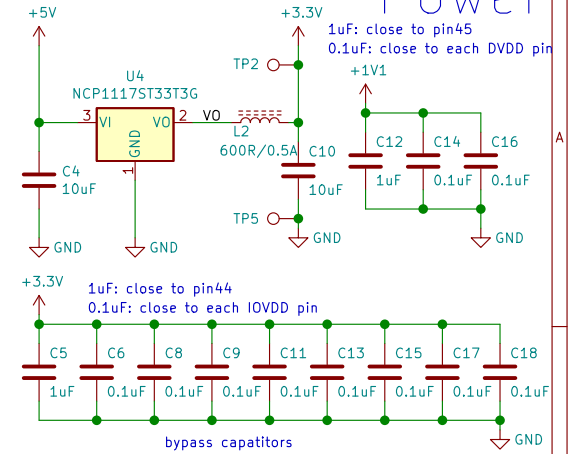 Power
+5V
+3.3V
1uF: close to pin45
0.1uF: close to each DVDD pin
TP2
+1V1
U4
NCP1117ST33T3G
3 VI VO 2 VO
GND
1
L2
600R/0.5A
C10
10uF
C12 C14 C16
1uF 0.1uF 0.1uF
A
C4
10uF
TP5
GND GND GND GND
+3.3V
1uF: close to pin44
0.1uF: close to each IOVDD pin
C5 C6 C8 C9 C11 C13 C15 C17 C18
1uF 0.1uF 0.1uF 0.1uF 0.1uF 0.1uF 0.1uF 0.1uF 0.1uF
bypass capatitors
GND